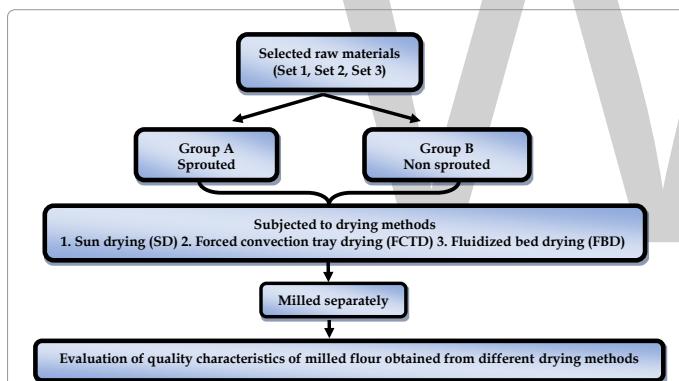 Selected raw materials
(Set 1, Set 2, Set 3)
Group A
Sprouted
Group B
Non sprouted
Subjected to drying methods
1. Sun drying (SD) 2. Forced convection tray drying (FCTD) 3. Fluidized bed drying (FBD)
Milled separately
Evaluation of quality characteristics of milled flour obtained from different drying methods